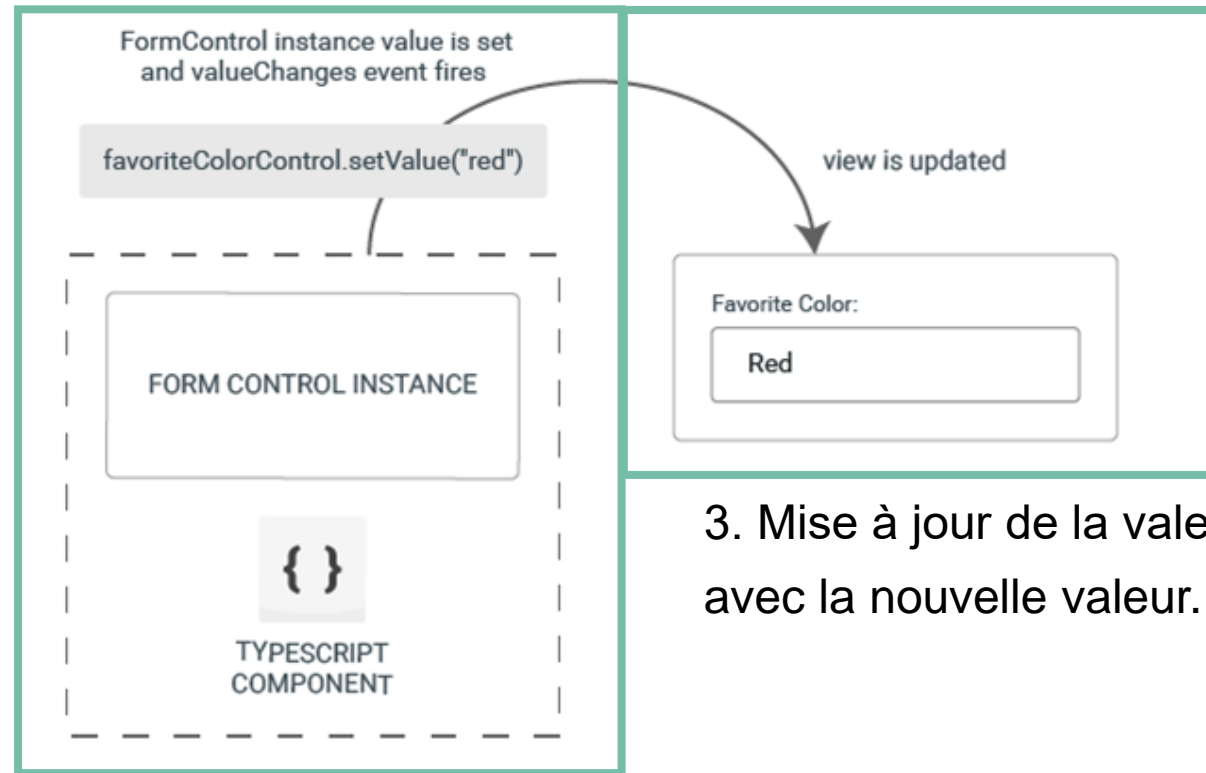 FormControl instance value is set
and valueChanges event fires
favoriteColorControl.setValue("red")
view is updated
FORM CONTROL INSTANCE
Favorite Color:
Red
{ }
TYPESCRIPT
COMPONENT
3. Mise à jour de la
avec la nouvelle valeur.